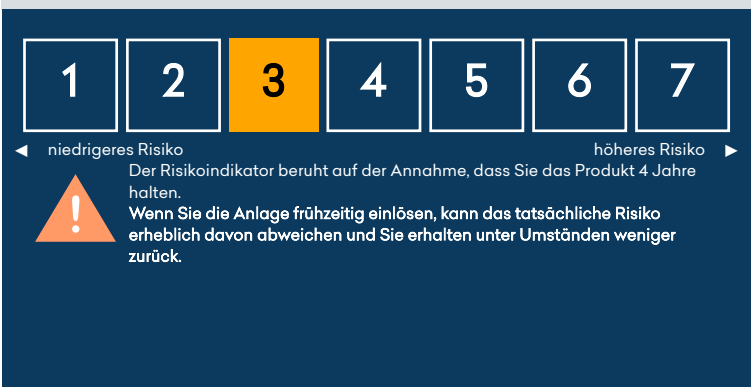 1 2 3 4 5 6 7
◄ niedrigeres Risiko höheres Risiko ►
Der Risikoindikator beruht auf der Annahme, dass Sie das Produkt 4 Jahre
halten.
Wenn Sie die Anlage frühzeitig einlösen, kann das tatsächliche Risiko
erheblich davon abweichen und Sie erhalten unter Umständen weniger
zurück.
!